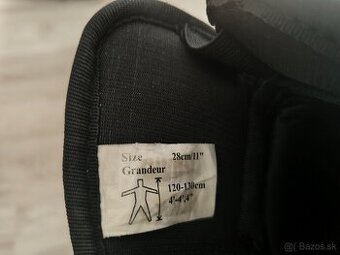 Size 28cm/11"
Grandeur
120-130cm
4'-4',4"
© Bazos.sk